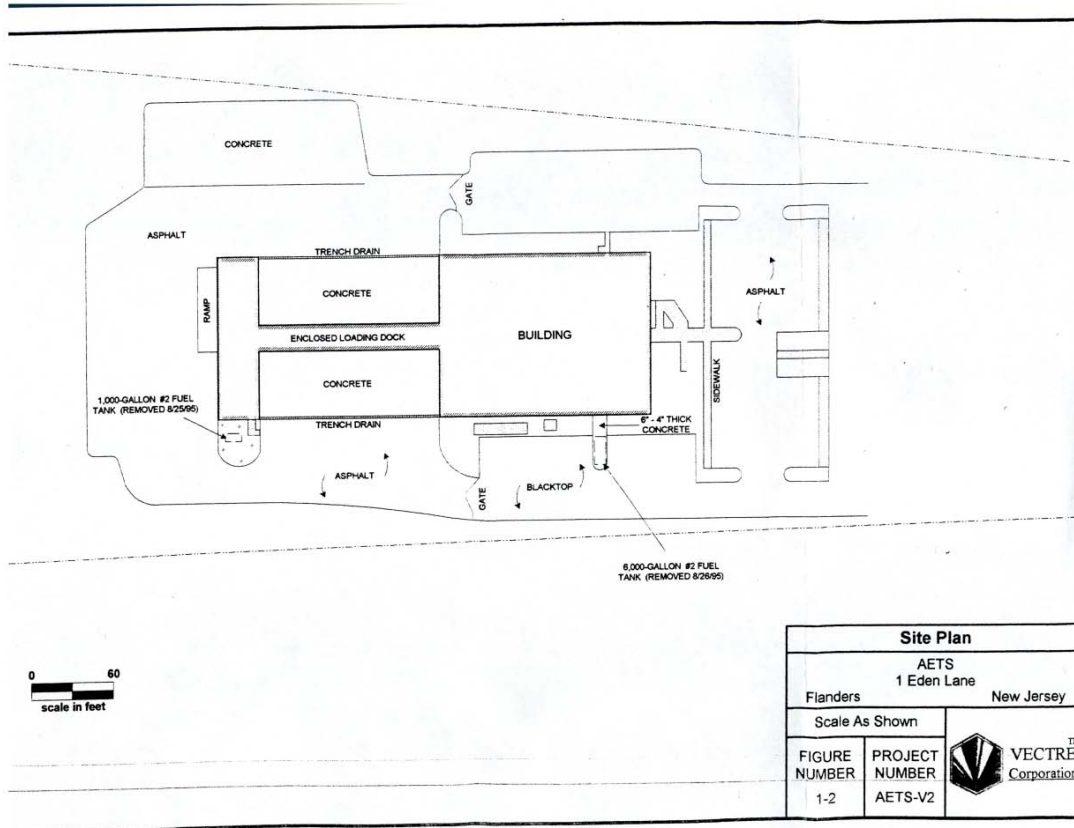 CONCRETE
GATE
ASPHALT
TRENCH DRAIN
RAMP
CONCRETE
ENCLOSED LOADING DOCK
BUILDING
ASPHALT
SIDEWALK
CONCRETE
1,000-GALLON #2 FUEL
TANK (REMOVED 8/25/95)
TRENCH DRAIN
6" - 4" THICK
CONCRETE
ASPHALT
GATE
BLACKTOP
6,000-GALLON #2 FUEL
TANK (REMOVED 8/26/95)
0 60
scale in feet
Site Plan
AETS
1 Eden Lane
Flanders New Jersey
Scale As Shown
FIGURE
NUMBER
1-2
PROJECT
NUMBER
AETS-V2
VECTRE
Corporation